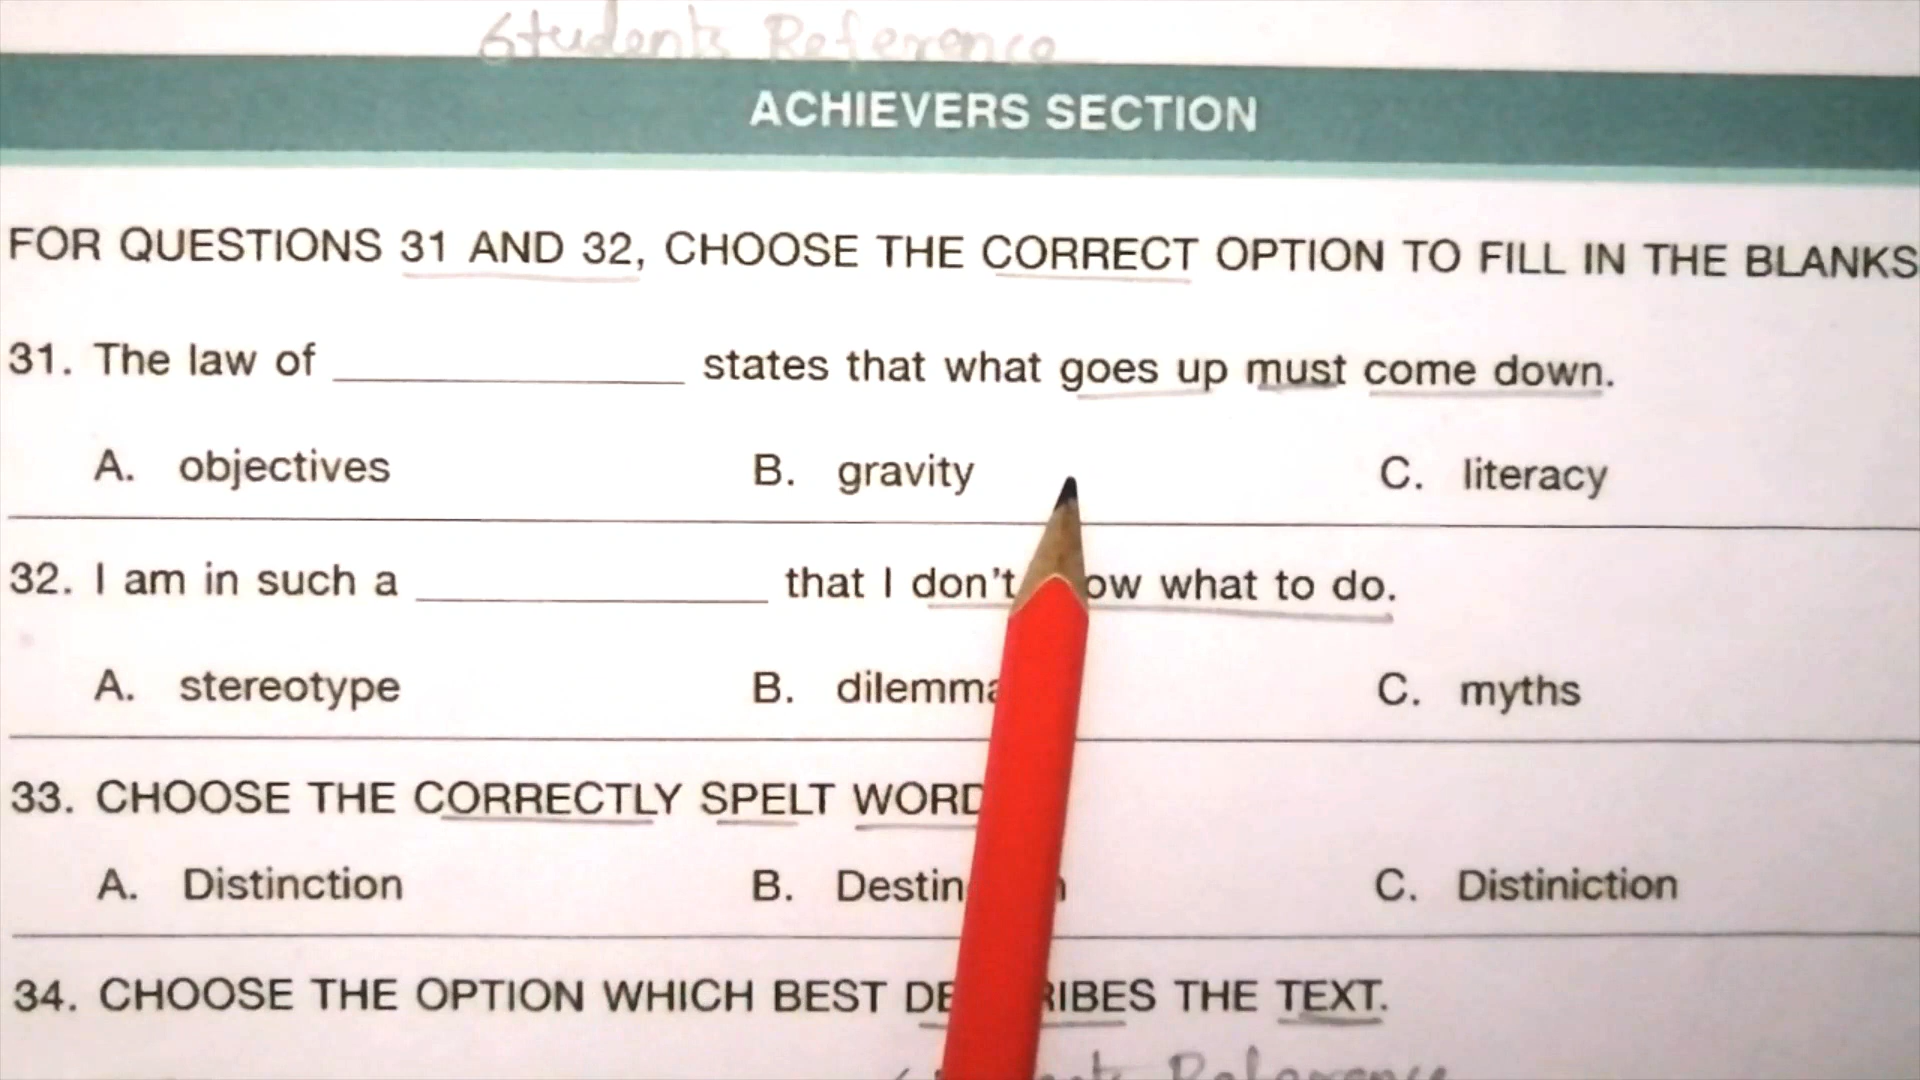 Students Reference
ACHIEVERS SECTION
FOR QUESTIONS 31 AND 32, CHOOSE THE CORRECT OPTION TO FILL IN THE BLANKS
31. The law of ______________ states that what goes up must come down.
A. objectives B. gravity C. literacy
32. I am in such a ______________ that I don't ow what to do.
A. stereotype B. dilemma C. myths
33. CHOOSE THE CORRECTLY SPELT WORD
A. Distinction B. Destin n C. Distiniction
34. CHOOSE THE OPTION WHICH BEST DE RIBES THE TEXT.
Reference